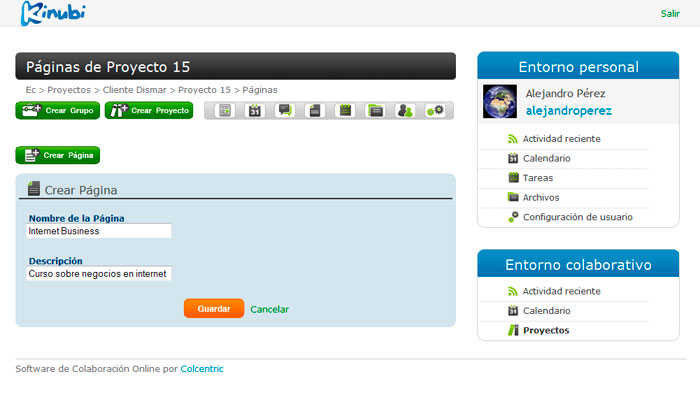 Kinubi
Salir
Páginas de Proyecto 15
Ec > Proyectos > Cliente Dismar > Proyecto 15 > Páginas
Crear Grupo
Crear Proyecto
31
Crear Página
Crear Página
Nombre de la Página
Internet Business
Descripción
Curso sobre negocios en internet
Guardar Cancelar
Entorno personal
Alejandro Pérez
alejandroperez
Actividad reciente
31 Calendario
Tareas
Archivos
Configuración de usuario
Entorno colaborativo
Actividad reciente
31 Calendario
Proyectos
Software de Colaboración Online por Colcentric